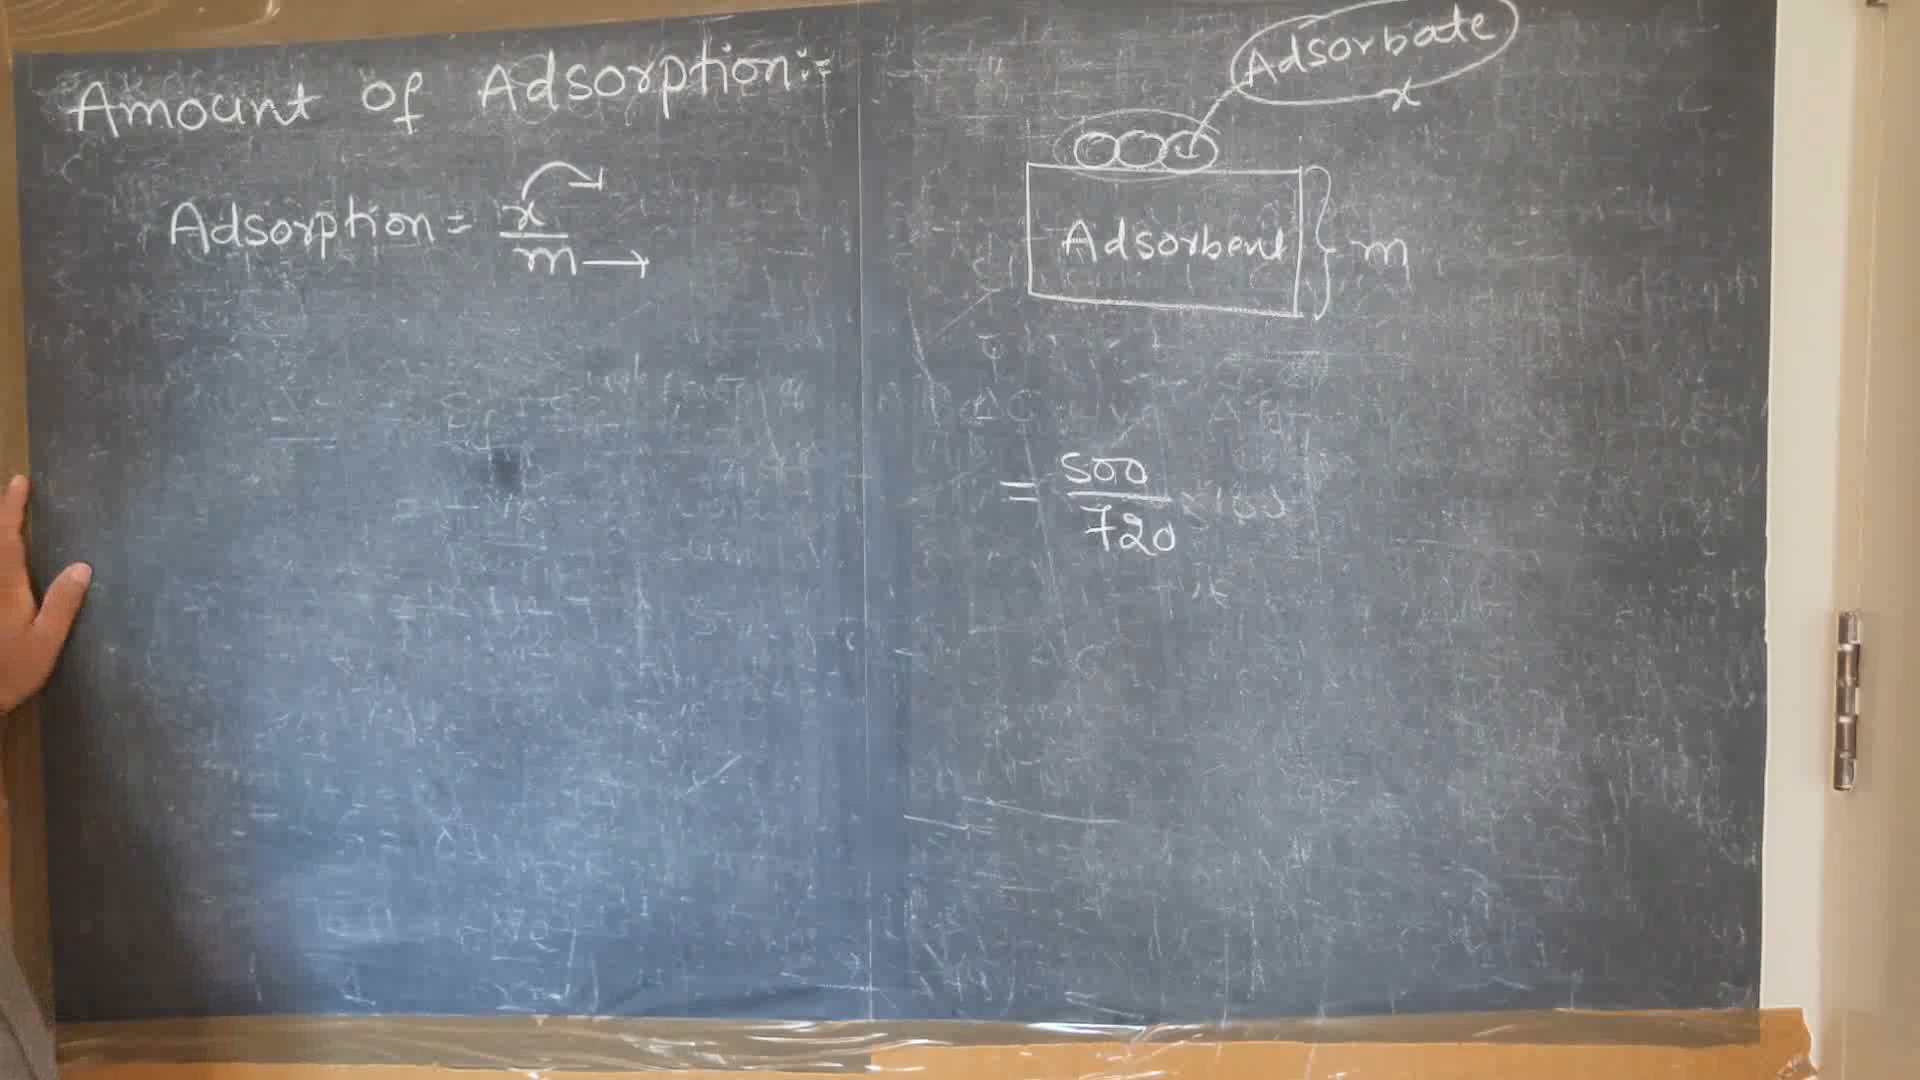 Amount of Adsorption:-
Adsorption = x/m
Adsorbate
x
Adsorbent
m
= 500/720